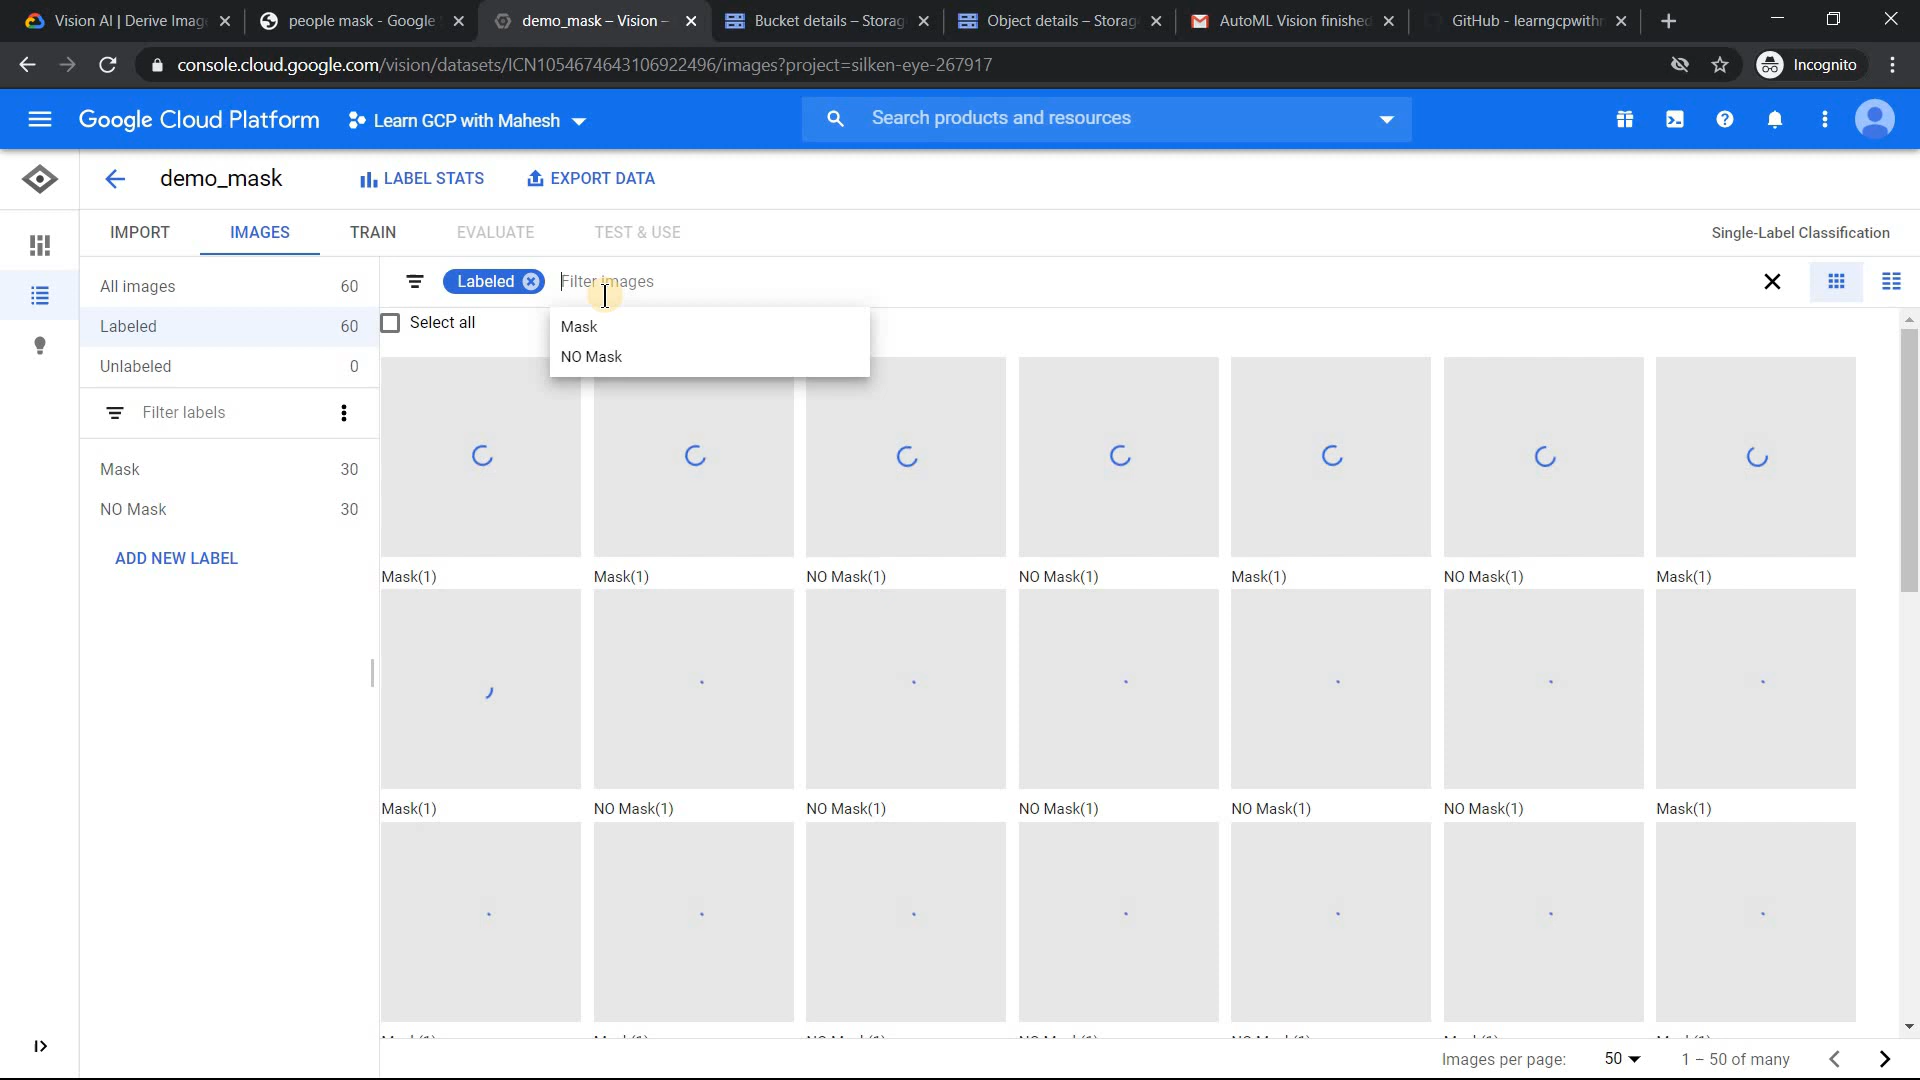 Vision AI | Derive Image
people mask - Google
demo_mask – Vision –
Bucket details – Storag
Object details – Storag
AutoML Vision finished
GitHub - learngcpwith
console.cloud.google.com/vision/datasets/ICN1054674643106922496/images?project=silken-eye-267917
Incognito
Google Cloud Platform
Learn GCP with Mahesh
Search products and resources
demo_mask
LABEL STATS
EXPORT DATA
IMPORT
IMAGES
TRAIN
EVALUATE
TEST & USE
Single-Label Classification
All images 60
Labeled 60
Unlabeled 0
Filter labels
Mask 30
NO Mask 30
ADD NEW LABEL
Labeled
Filter images
Select all
Mask
NO Mask
Mask(1) Mask(1) NO Mask(1) NO Mask(1) Mask(1) NO Mask(1) Mask(1)
Mask(1) NO Mask(1) NO Mask(1) NO Mask(1) NO Mask(1) NO Mask(1) Mask(1)
Images per page: 50 1 – 50 of many